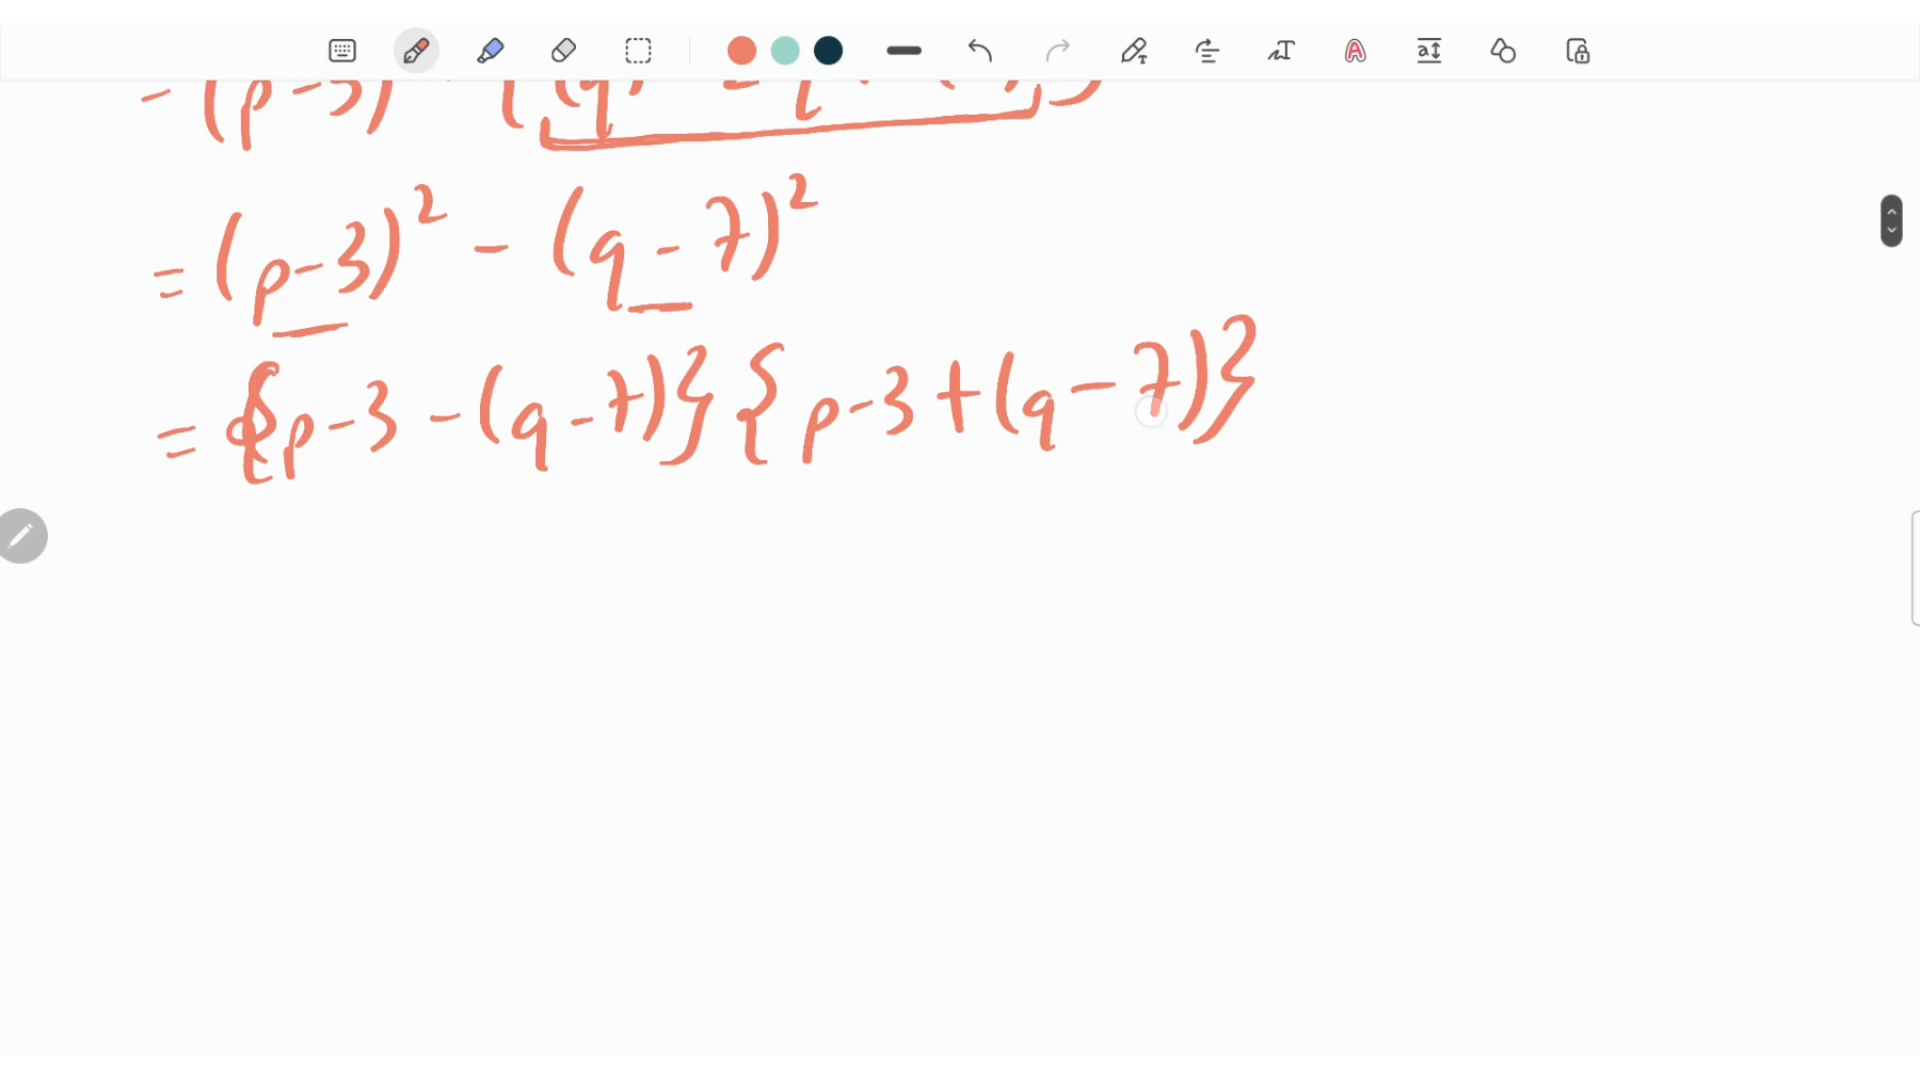 = (p-3)² - (q-7)²
= {p-3-(q-7)}{p-3+(q-7)}